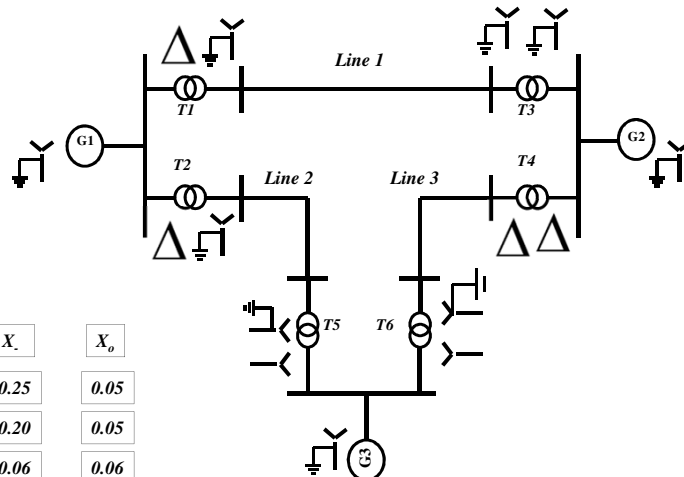 Line 1
T1
T3
G1
G2
T2
T4
Line 2
Line 3
T5
T6
G3
X- Xo
0.25 0.05
0.20 0.05
0.06 0.06